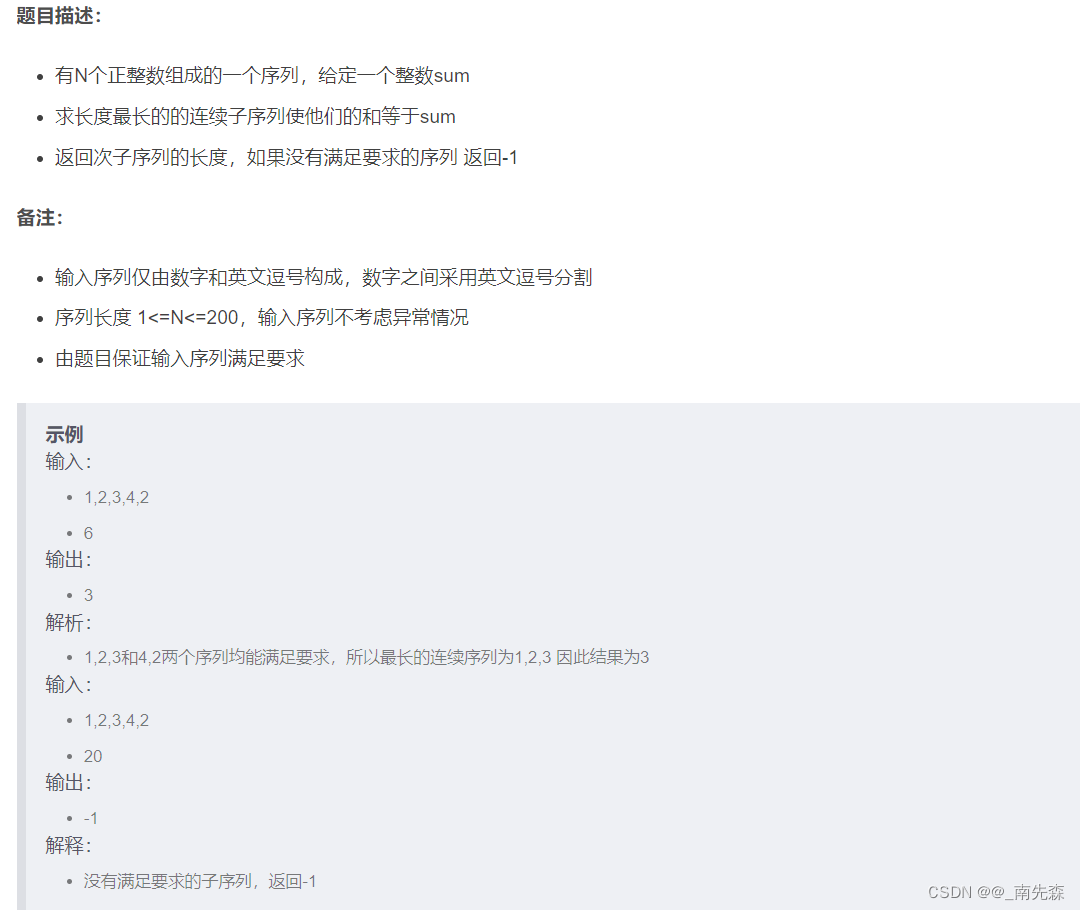 题目描述：
有N个正整数组成的一个序列，给定一个整数sum
求长度最长的的连续子序列使他们的和等于sum
返回次子序列的长度，如果没有满足要求的序列 返回-1
备注：
输入序列仅由数字和英文逗号构成，数字之间采用英文逗号分割
序列长度 1<=N<=200，输入序列不考虑异常情况
由题目保证输入序列满足要求
示例
输入：
1,2,3,4,2
6
输出：
3
解析：
1,2,3和4,2两个序列均能满足要求，所以最长的连续序列为1,2,3 因此结果为3
输入：
1,2,3,4,2
20
输出：
-1
解释：
没有满足要求的子序列，返回-1
CSDN @@_南先森